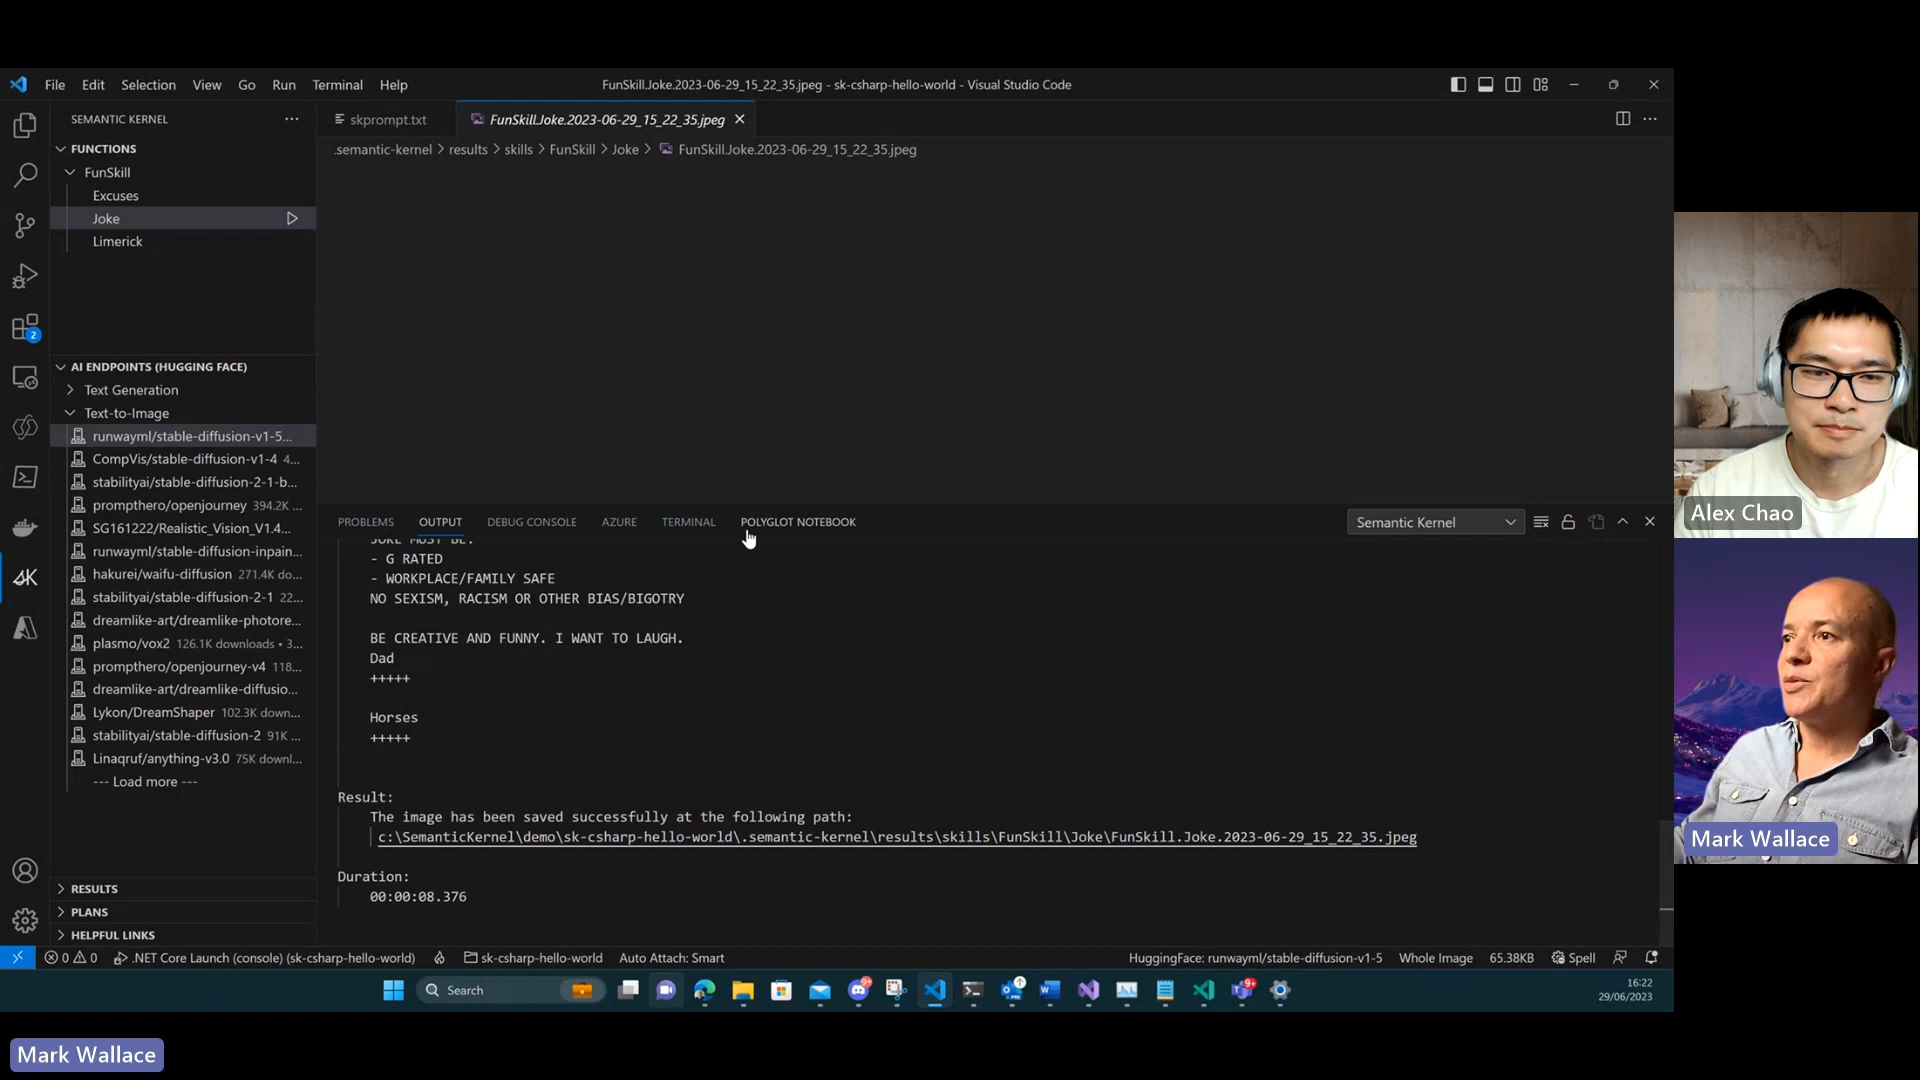 File Edit Selection View Go Run Terminal Help
FunSkill.Joke.2023-06-29_15_22_35.jpeg - sk-csharp-hello-world - Visual Studio Code
SEMANTIC KERNEL
FUNCTIONS
FunSkill
Excuses
Joke
Limerick
2
AI ENDPOINTS (HUGGING FACE)
Text Generation
Text-to-Image
runwayml/stable-diffusion-v1-5...
CompVis/stable-diffusion-v1-4 4...
stabilityai/stable-diffusion-2-1-b...
prompthero/openjourney 394.2K ...
SG161222/Realistic_Vision_V1.4...
runwayml/stable-diffusion-inpain...
hakurei/waifu-diffusion 271.4K do...
stabilityai/stable-diffusion-2-1 22...
dreamlike-art/dreamlike-photore...
plasmo/vox2 126.1K downloads • 3...
prompthero/openjourney-v4 118...
dreamlike-art/dreamlike-diffusio...
Lykon/DreamShaper 102.3K down...
stabilityai/stable-diffusion-2 91K ...
Linaqruf/anything-v3.0 75K downl...
--- Load more ---
RESULTS
PLANS
HELPFUL LINKS
skprompt.txt
FunSkill.Joke.2023-06-29_15_22_35.jpeg
.semantic-kernel > results > skills > FunSkill > Joke > FunSkill.Joke.2023-06-29_15_22_35.jpeg
PROBLEMS OUTPUT DEBUG CONSOLE AZURE TERMINAL POLYGLOT NOTEBOOK
Semantic Kernel
JOKE MUST BE:
- G RATED
- WORKPLACE/FAMILY SAFE
NO SEXISM, RACISM OR OTHER BIAS/BIGOTRY
BE CREATIVE AND FUNNY. I WANT TO LAUGH.
Dad
+++++
Horses
+++++
Result:
The image has been saved successfully at the following path:
c:\SemanticKernel\demo\sk-csharp-hello-world\.semantic-kernel\results\skills\FunSkill\Joke\FunSkill.Joke.2023-06-29_15_22_35.jpeg
Duration:
00:00:08.376
0 0 .NET Core Launch (console) (sk-csharp-hello-world) sk-csharp-hello-world Auto Attach: Smart
HuggingFace: runwayml/stable-diffusion-v1-5 Whole Image 65.38KB Spell
Search
16:22
29/06/2023
Alex Chao
Mark Wallace
Mark Wallace